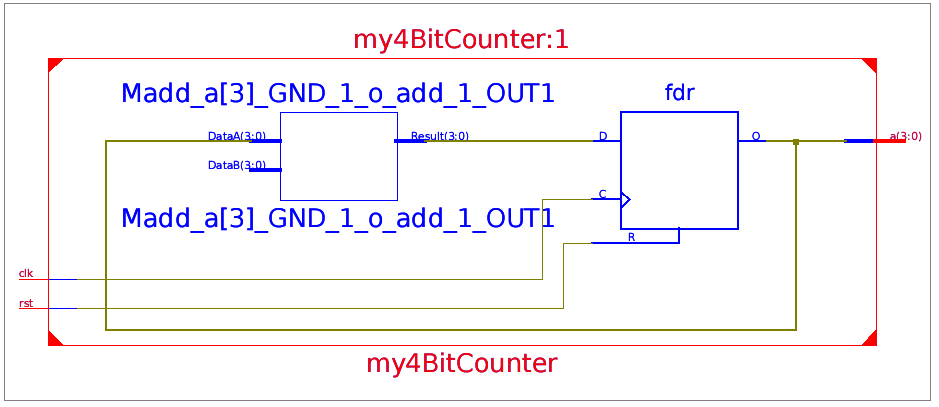 my4BitCounter:1
Madd_a[3]_GND_1_o_add_1_OUT1
fdr
DataA(3:0)
Result(3:0)
D
Q
a(3:0)
DataB(3:0)
C
Madd_a[3]_GND_1_o_add_1_OUT1
R
clk
rst
my4BitCounter